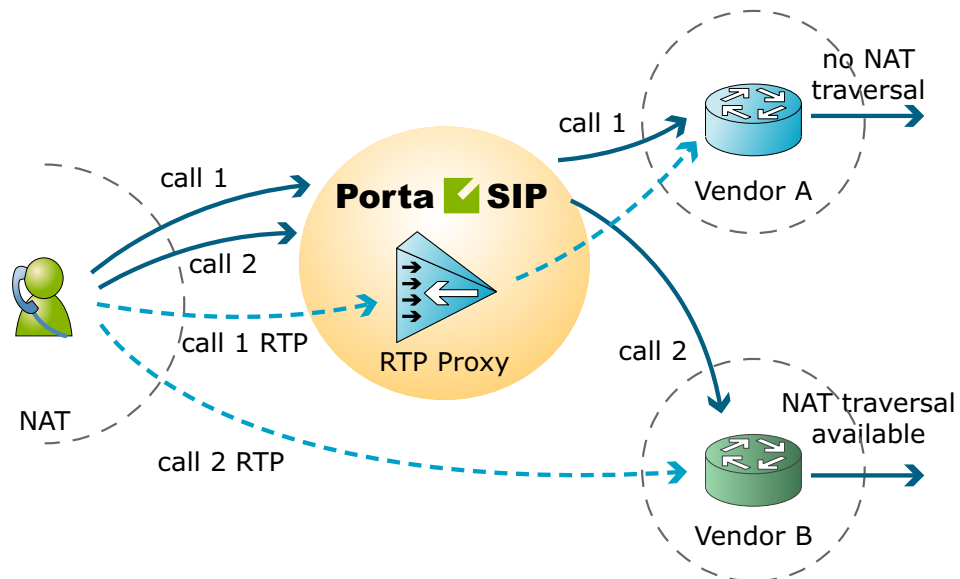 no NAT
traversal
call 1
Vendor A
call 1
Porta SIP
call 2
call 1 RTP
RTP Proxy
call 2
NAT
NAT traversal
available
call 2 RTP
Vendor B